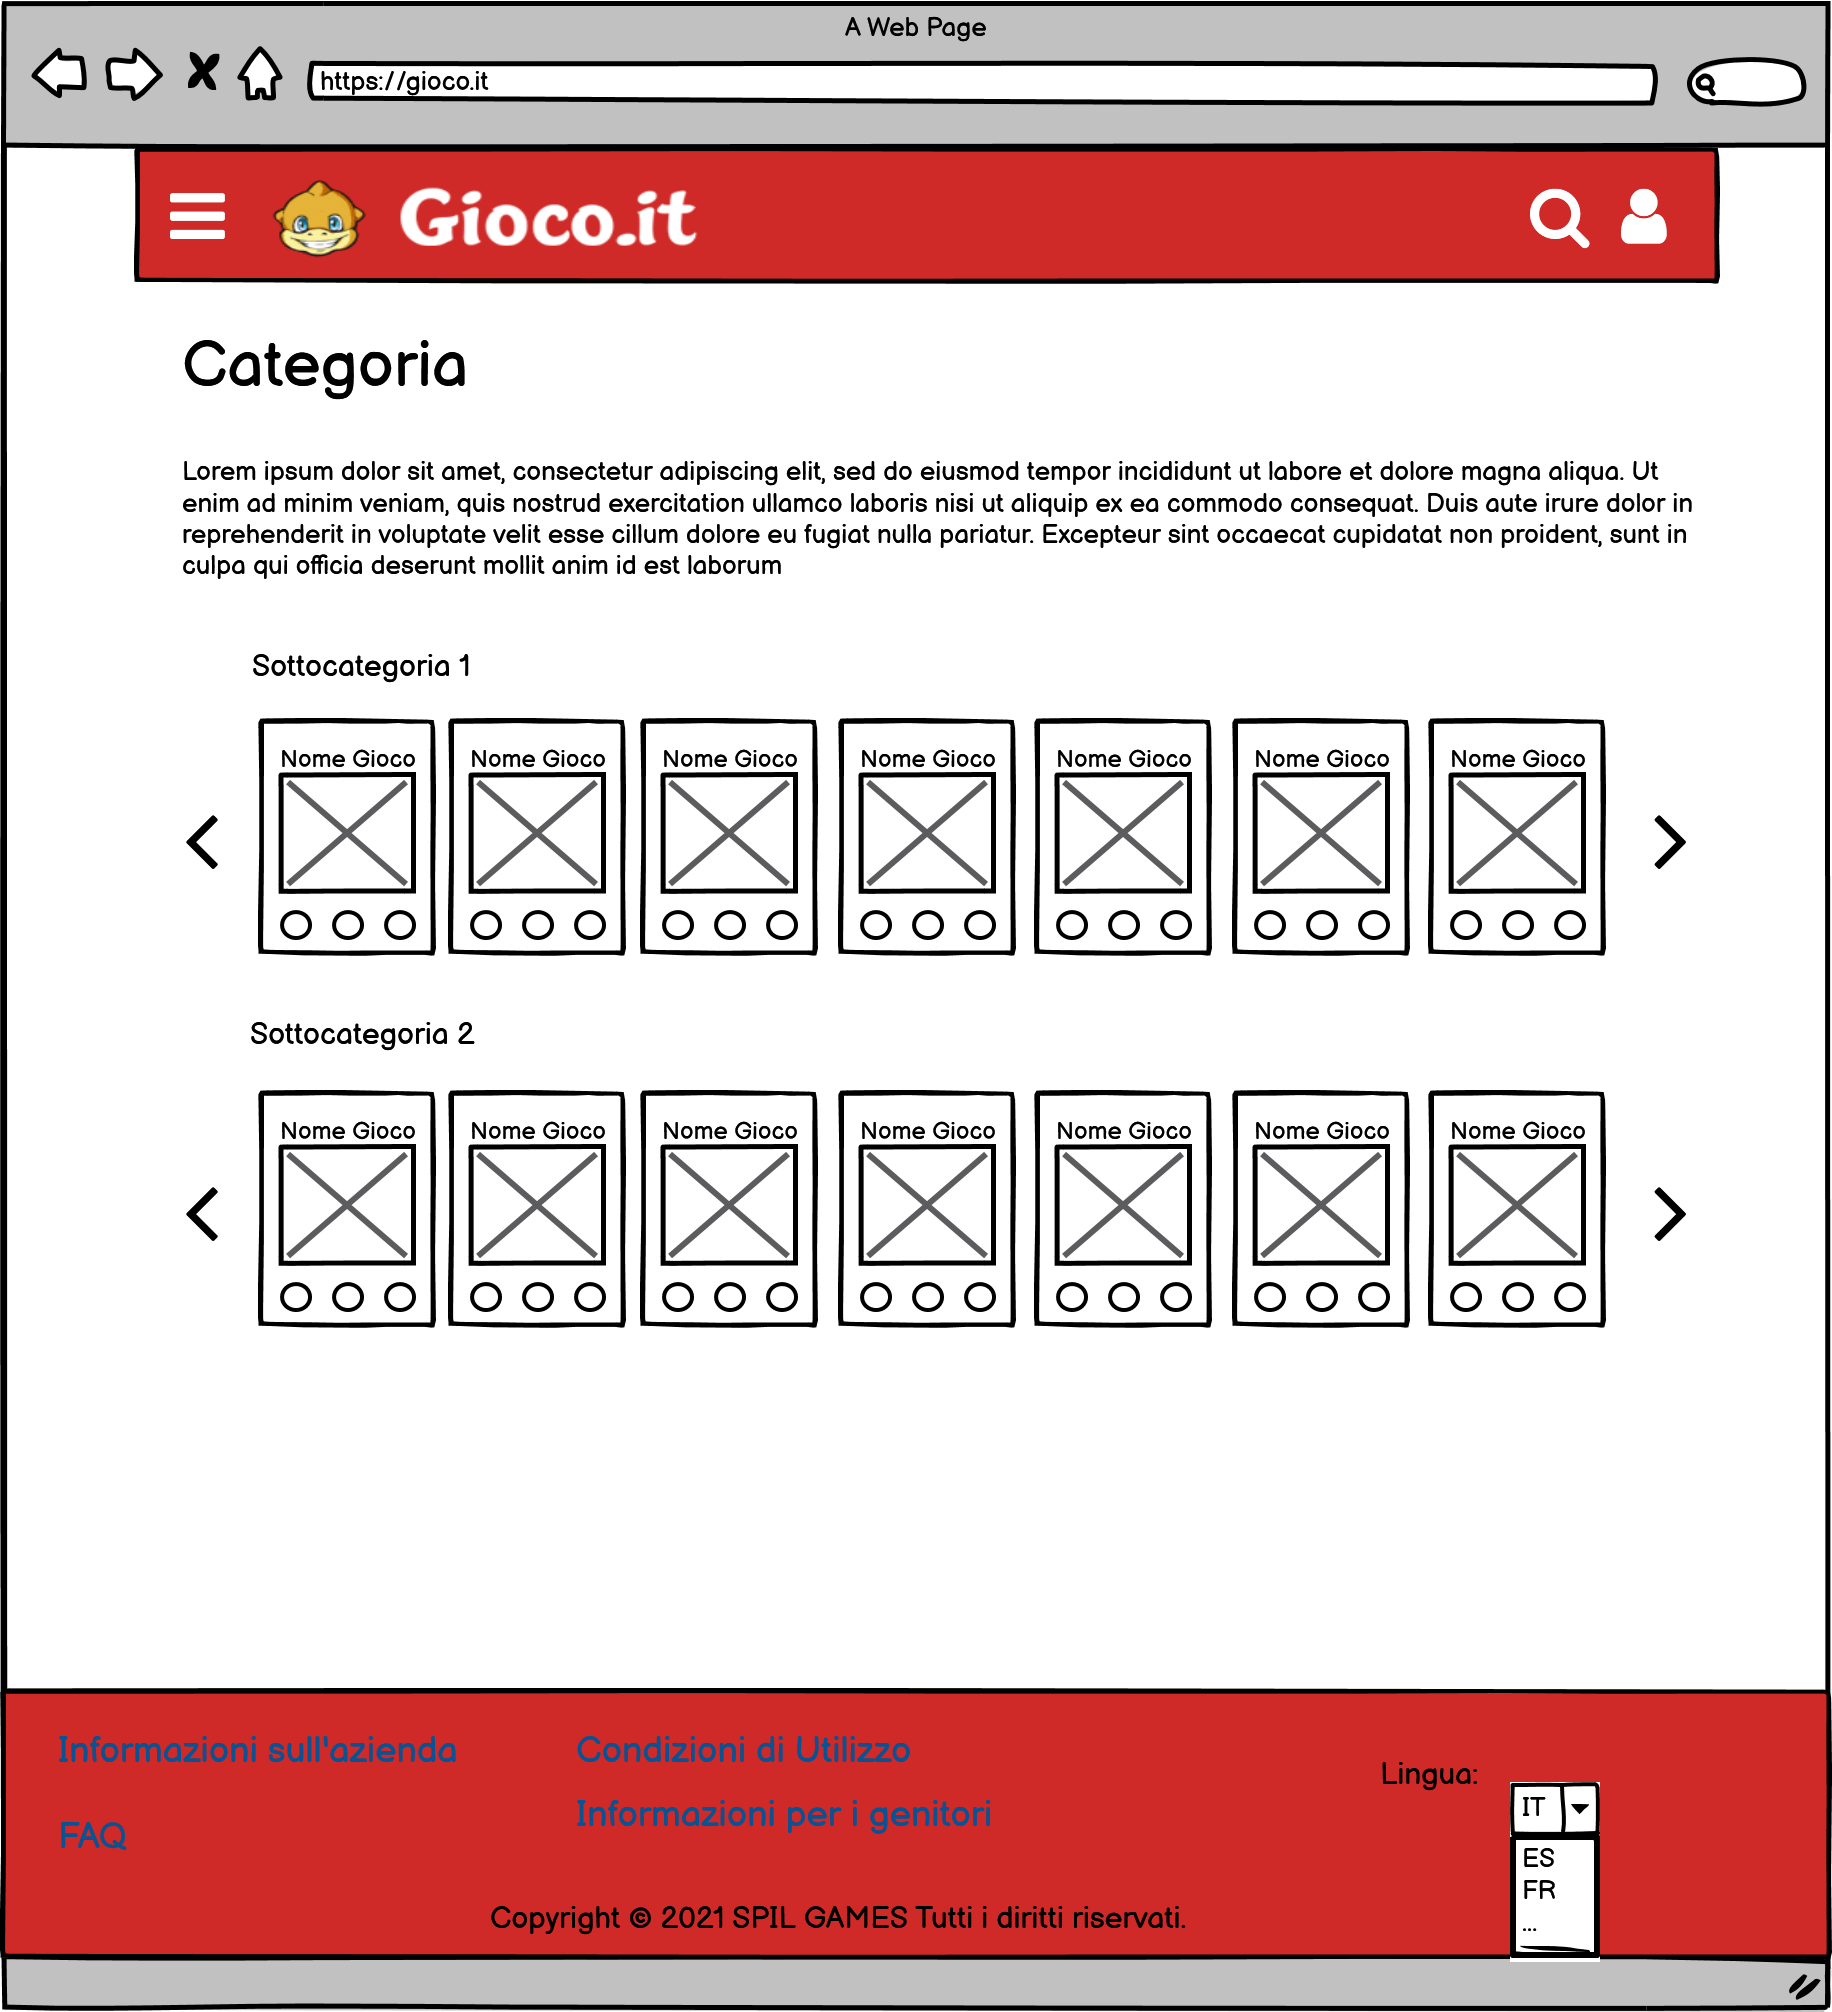 A Web Page
https://gioco.it
Gioco.it
Categoria
Lorem ipsum dolor sit amet, consectetur adipiscing elit, sed do eiusmod tempor incididunt ut labore et dolore magna aliqua. Ut
enim ad minim veniam, quis nostrud exercitation ullamco laboris nisi ut aliquip ex ea commodo consequat. Duis aute irure dolor in
reprehenderit in voluptate velit esse cillum dolore eu fugiat nulla pariatur. Excepteur sint occaecat cupidatat non proident, sunt in
culpa qui officia deserunt mollit anim id est laborum
Sottocategoria 1
Nome Gioco Nome Gioco Nome Gioco Nome Gioco Nome Gioco Nome Gioco Nome Gioco
Sottocategoria 2
Nome Gioco Nome Gioco Nome Gioco Nome Gioco Nome Gioco Nome Gioco Nome Gioco
Informazioni sull'azienda
FAQ
Condizioni di Utilizzo
Informazioni per i genitori
Lingua:
IT
ES
FR
...
Copyright © 2021 SPIL GAMES Tutti i diritti riservati.